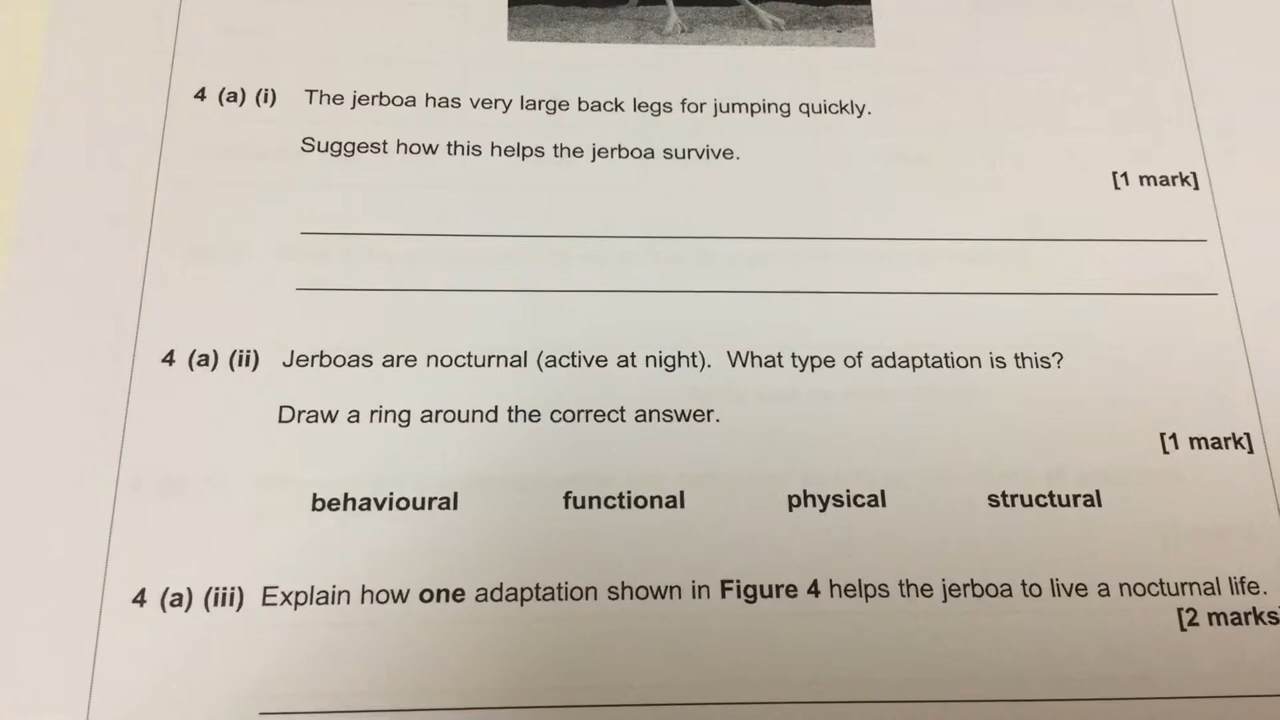 4 (a) (i) The jerboa has very large back legs for jumping quickly.
Suggest how this helps the jerboa survive.
[1 mark]
4 (a) (ii) Jerboas are nocturnal (active at night). What type of adaptation is this?
Draw a ring around the correct answer.
[1 mark]
behavioural functional physical structural
4 (a) (iii) Explain how one adaptation shown in Figure 4 helps the jerboa to live a nocturnal life.
[2 marks